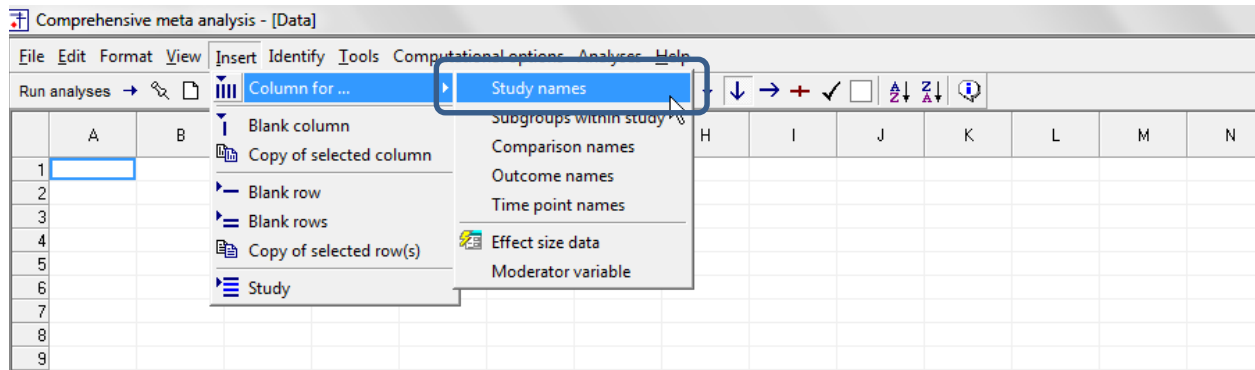 Comprehensive meta analysis - [Data]
File Edit Format View Insert Identify Tools Computational options Analyses Help
Run analyses
A B H I J K L M N
Column for ...
Blank column
Copy of selected column
Blank row
Blank rows
Copy of selected row(s)
Study
Study names
Subgroups within study
Comparison names
Outcome names
Time point names
Effect size data
Moderator variable
1
2
3
4
5
6
7
8
9